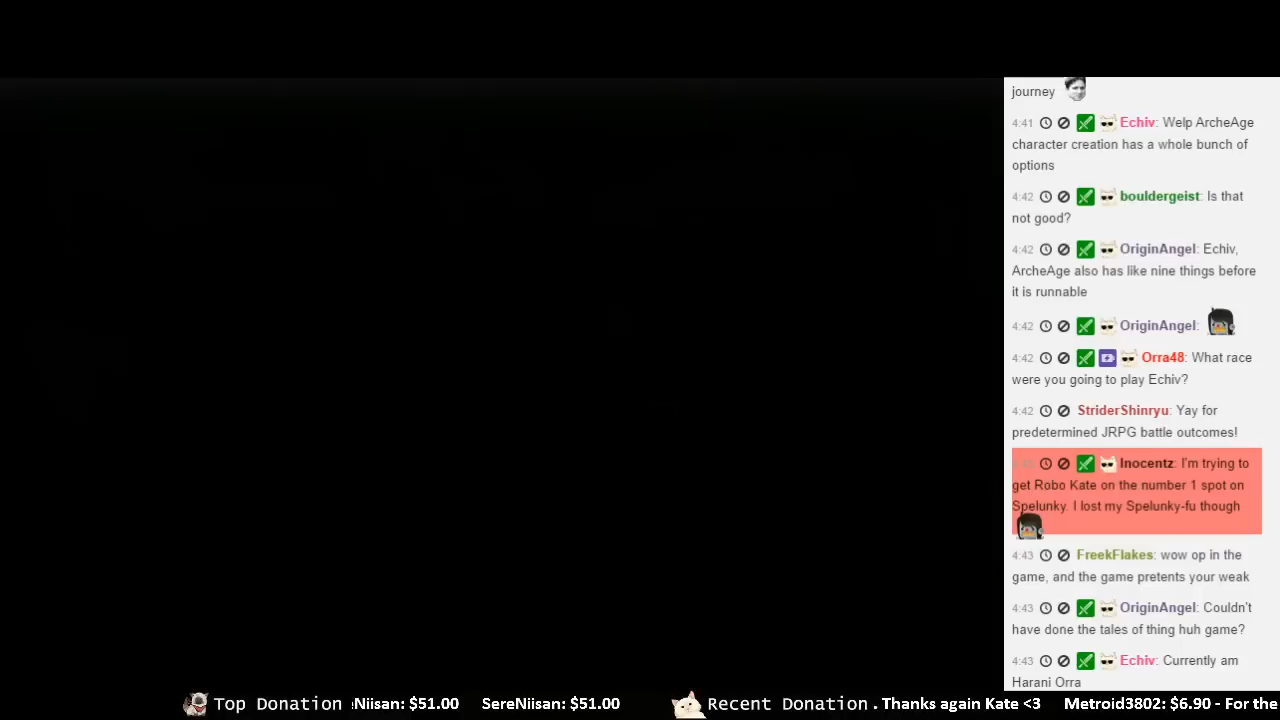 journey
4:41 Echiv: Welp ArcheAge
character creation has a whole bunch of
options
4:42 bouldergeist: Is that
not good?
4:42 OriginAngel: Echiv,
ArcheAge also has like nine things before
it is runnable
4:42 OriginAngel:
4:42 Orra48: What race
were you going to play Echiv?
4:42 StriderShinryu: Yay for
predetermined JRPG battle outcomes!
Inocentz: I'm trying to
get Robo Kate on the number 1 spot on
Spelunky. I lost my Spelunky-fu though
4:43 FreekFlakes: wow op in the
game, and the game pretents your weak
4:43 OriginAngel: Couldn't
have done the tales of thing huh game?
4:43 Echiv: Currently am
Harani Orra
Top Donation Niisan: $51.00 SereNiisan: $51.00 Recent Donation. Thanks again Kate <3 Metroid3802: $6.90 - For the